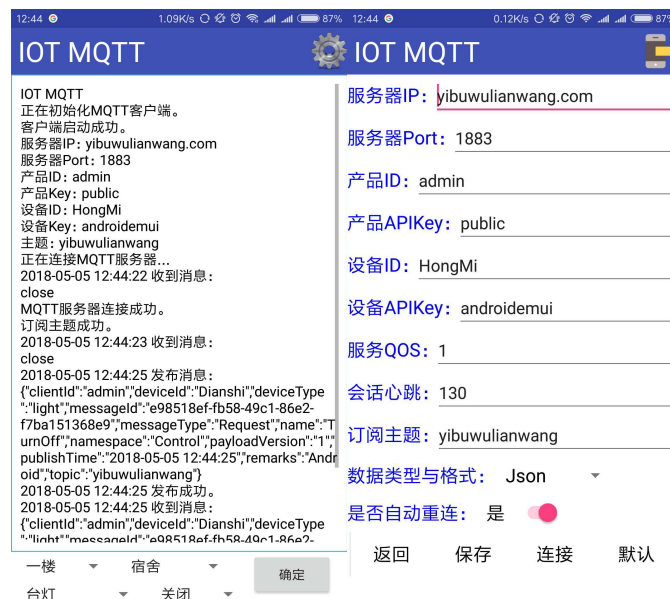 12:44 1.09K/s 87%
IOT MQTT
IOT MQTT
正在初始化MQTT客户端。
客户端启动成功。
服务器IP: yibuwulianwang.com
服务器Port: 1883
产品ID: admin
产品Key: public
设备ID: HongMi
设备Key: androidemui
主题: yibuwulianwang
正在连接MQTT服务器...
2018-05-05 12:44:22 收到消息:
close
MQTT服务器连接成功。
订阅主题成功。
2018-05-05 12:44:23 收到消息:
close
2018-05-05 12:44:25 发布消息:
{"clientId":"admin","deviceId":"Dianshi","deviceType
":"light","messageId":"e98518ef-fb58-49c1-86e2-
f7ba151368e9","messageType":"Request","name":"T
urnOff","namespace":"Control","payloadVersion":"1","
publishTime":"2018-05-05 12:44:25","remarks":"Andr
oid","topic":"yibuwulianwang"}
2018-05-05 12:44:25 发布成功。
2018-05-05 12:44:25 收到消息:
{"clientId":"admin","deviceId":"Dianshi","deviceType
":"light","messageId":"e98518ef-fb58-49c1-86e2-
一楼 宿舍 确定
台灯 关闭
12:44 0.12K/s 87%
IOT MQTT
服务器IP: yibuwulianwang.com
服务器Port: 1883
产品ID: admin
产品APIKey: public
设备ID: HongMi
设备APIKey: androidemui
服务QOS: 1
会话心跳: 130
订阅主题: yibuwulianwang
数据类型与格式: Json
是否自动重连: 是
返回 保存 连接 默认